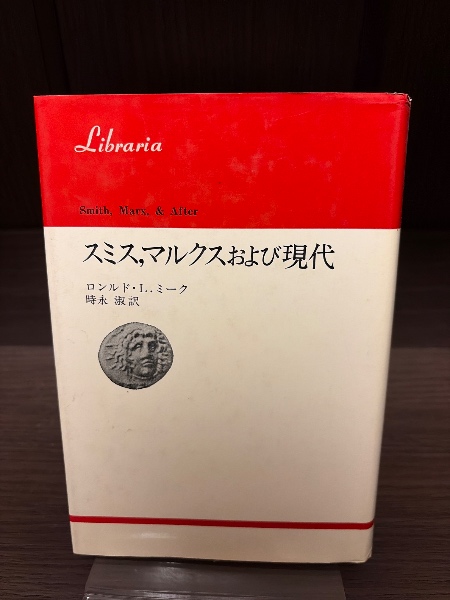 Libraria
Smith, Marx, & After
スミス,マルクスおよび現代
ロンルド・L.ミーク
時永 淑訳